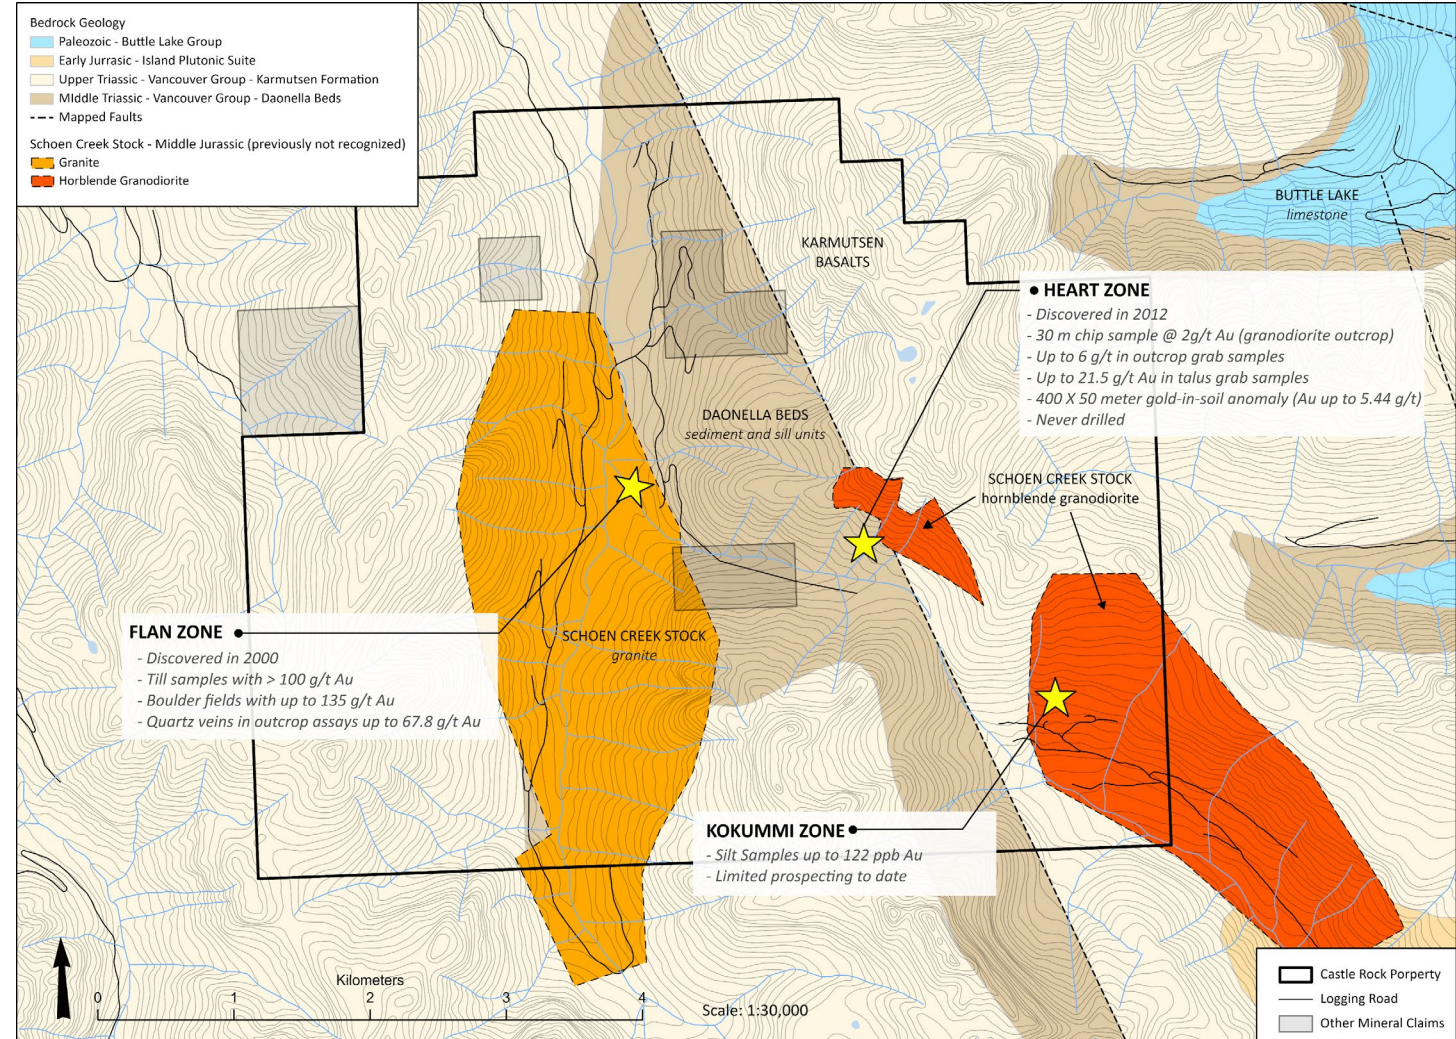 Bedrock Geology
Paleozoic - Buttle Lake Group
Early Jurrasic - Island Plutonic Suite
Upper Triassic - Vancouver Group - Karmutsen Formation
MIddle Triassic - Vancouver Group - Daonella Beds
Mapped Faults
Schoen Creek Stock - Middle Jurassic (previously not recognized)
Granite
Horblende Granodiorite
BUTTLE LAKE
limestone
KARMUTSEN
BASALTS
HEART ZONE
- Discovered in 2012
- 30 m chip sample @ 2g/t Au (granodiorite outcrop)
- Up to 6 g/t in outcrop grab samples
- Up to 21.5 g/t Au in talus grab samples
- 400 X 50 meter gold-in-soil anomaly (Au up to 5.44 g/t)
- Never drilled
DAONELLA BEDS
sediment and sill units
SCHOEN CREEK STOCK
hornblende granodiorite
FLAN ZONE
- Discovered in 2000
- Till samples with > 100 g/t Au
- Boulder fields with up to 135 g/t Au
- Quartz veins in outcrop assays up to 67.8 g/t Au
SCHOEN CREEK STOCK
granite
KOKUMMI ZONE
- Silt Samples up to 122 ppb Au
- Limited prospecting to date
Kilometers
0 1 2 3 4
Scale: 1:30,000
Castle Rock Porperty
Logging Road
Other Mineral Claims